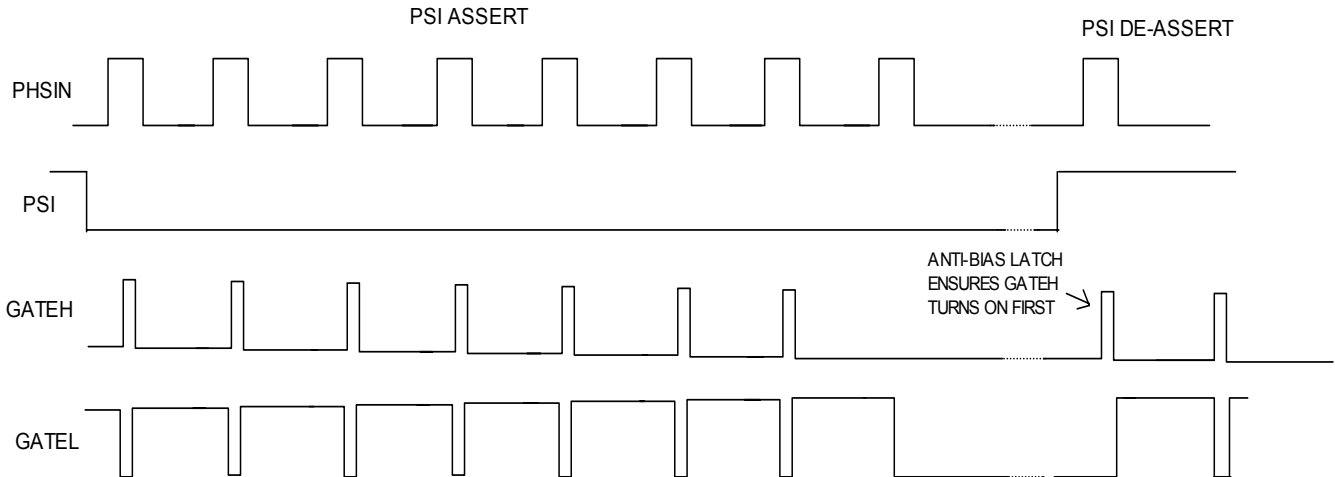 PSI ASSERT
PSI DE-ASSERT
PHSIN
PSI
ANTI-BIAS LATCH
ENSURES GATEH
TURNS ON FIRST
GATEH
GATEL